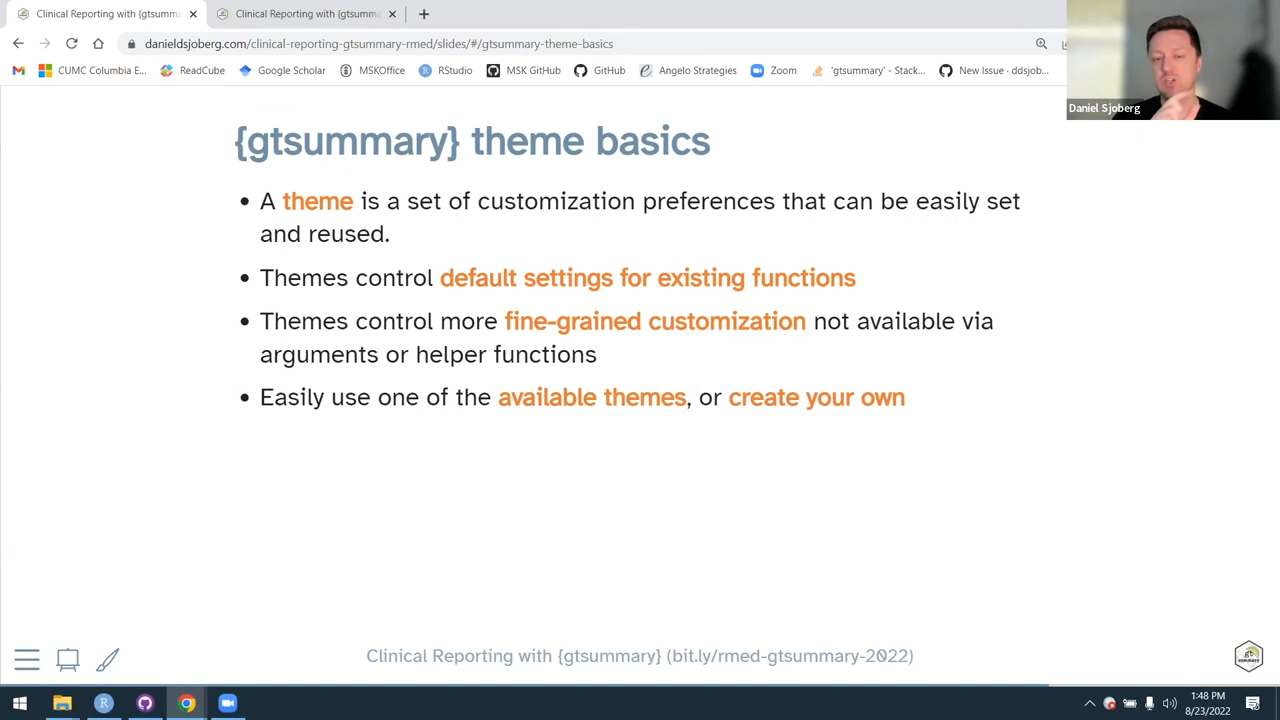 Clinical Reporting with {gtsumma
Clinical Reporting with {gtsumm
danieldsjoberg.com/clinical-reporting-gtsummary-rmed/slides/#/gtsummary-theme-basics
CUMC Columbia E...
ReadCube
Google Scholar
MSKOffice
RStudio
MSK GitHub
GitHub
Angelo Strategies
Zoom
'gtsummary' - Stack...
New Issue · ddsjob...
Daniel Sjoberg
{gtsummary} theme basics
• A theme is a set of customization preferences that can be easily set
and reused.
• Themes control default settings for existing functions
• Themes control more fine-grained customization not available via
arguments or helper functions
• Easily use one of the available themes, or create your own
Clinical Reporting with {gtsummary} (bit.ly/rmed-gtsummary-2022)
gt
summary
1:48 PM
8/23/2022